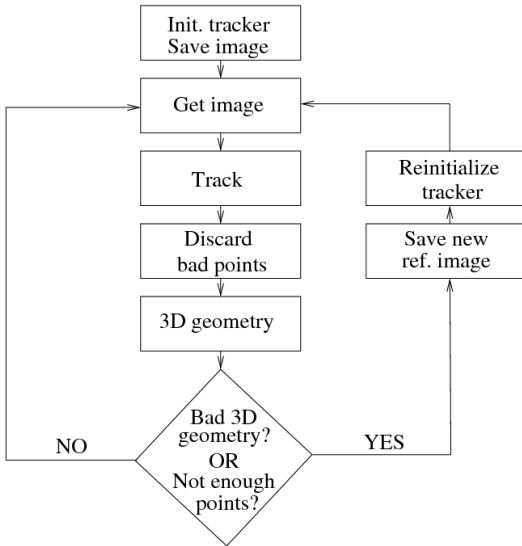 Init. tracker
Save image
Get image
Track
Reinitialize
tracker
Discard
bad points
Save new
ref. image
3D geometry
Bad 3D
geometry?
OR
Not enough
points?
NO
YES